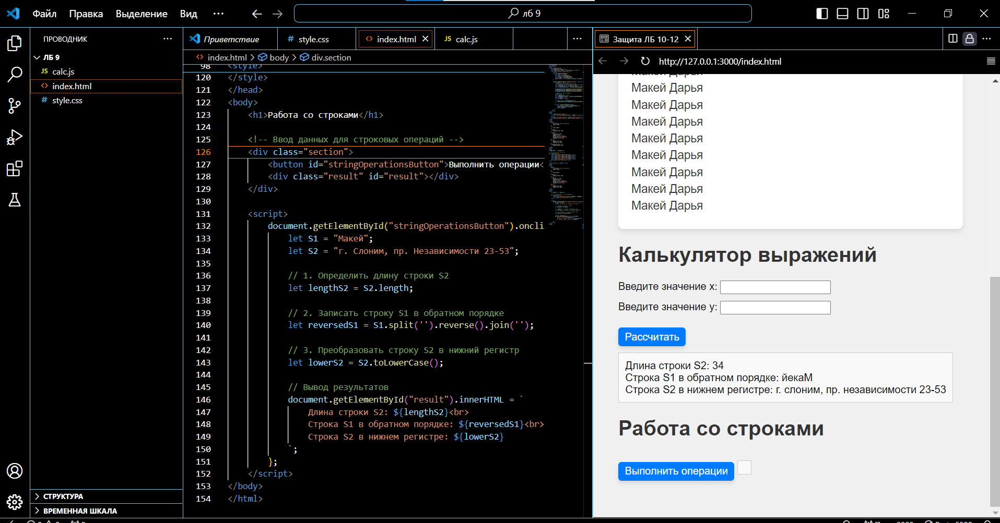 Файл Правка Выделение Вид ··· лб 9
ПРОВОДНИК ···
ЛБ 9
JS calc.js
<> index.html
# style.css
СТРУКТУРА
ВРЕМЕННАЯ ШКАЛА
Приветствие # style.css <> index.html JS calc.js ···
<> index.html > body > div.section
98 <style>
120 </style>
121 </head>
122 <body>
123 <h1>Работа со строками</h1>
124
125 <!-- Ввод данных для строковых операций -->
126 <div class="section">
127 <button id="stringOperationsButton">Выполнить операции<
128 <div class="result" id="result"></div>
129 </div>
130
131 <script>
132 document.getElementById("stringOperationsButton").oncli
133 let S1 = "Макей";
134 let S2 = "г. Слоним, пр. Независимости 23-53";
135
136 // 1. Определить длину строки S2
137 let lengthS2 = S2.length;
138
139 // 2. Записать строку S1 в обратном порядке
140 let reversedS1 = S1.split('').reverse().join('');
141
142 // 3. Преобразовать строку S2 в нижний регистр
143 let lowerS2 = S2.toLowerCase();
144
145 // Вывод результатов
146 document.getElementById("result").innerHTML = `
147 Длина строки S2: ${lengthS2}<br>
148 Строка S1 в обратном порядке: ${reversedS1}<br>
149 Строка S2 в нижнем регистре: ${lowerS2}
150 `;
151 };
152 </script>
153 </body>
154 </html>
Защита ЛБ 10-12 ···
http://127.0.0.1:3000/index.html
Макей Дарья
Макей Дарья
Макей Дарья
Макей Дарья
Макей Дарья
Макей Дарья
Макей Дарья
Макей Дарья
Макей Дарья
Калькулятор выражений
Введите значение x:
Введите значение y:
Рассчитать
Длина строки S2: 34
Строка S1 в обратном порядке: йекаМ
Строка S2 в нижнем регистре: г. слоним, пр. независимости 23-53
Работа со строками
Выполнить операции